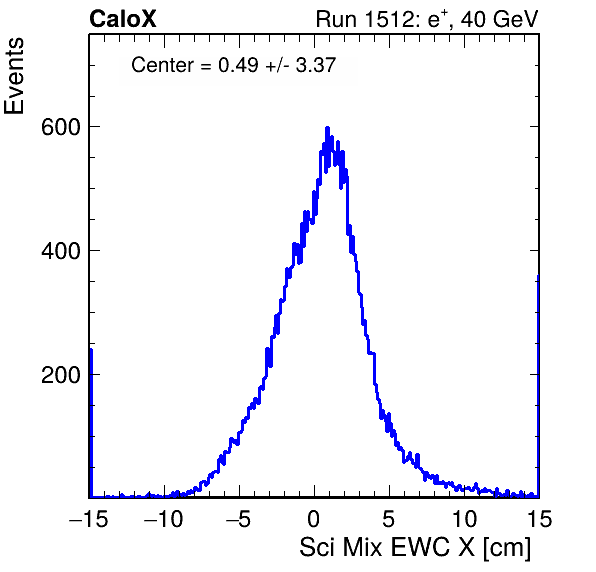 CaloX Run 1512: e⁺, 40 GeV
Events
Center = 0.49 +/- 3.37
600
400
200
−15 −10 −5 0 5 10 15
Sci Mix EWC X [cm]